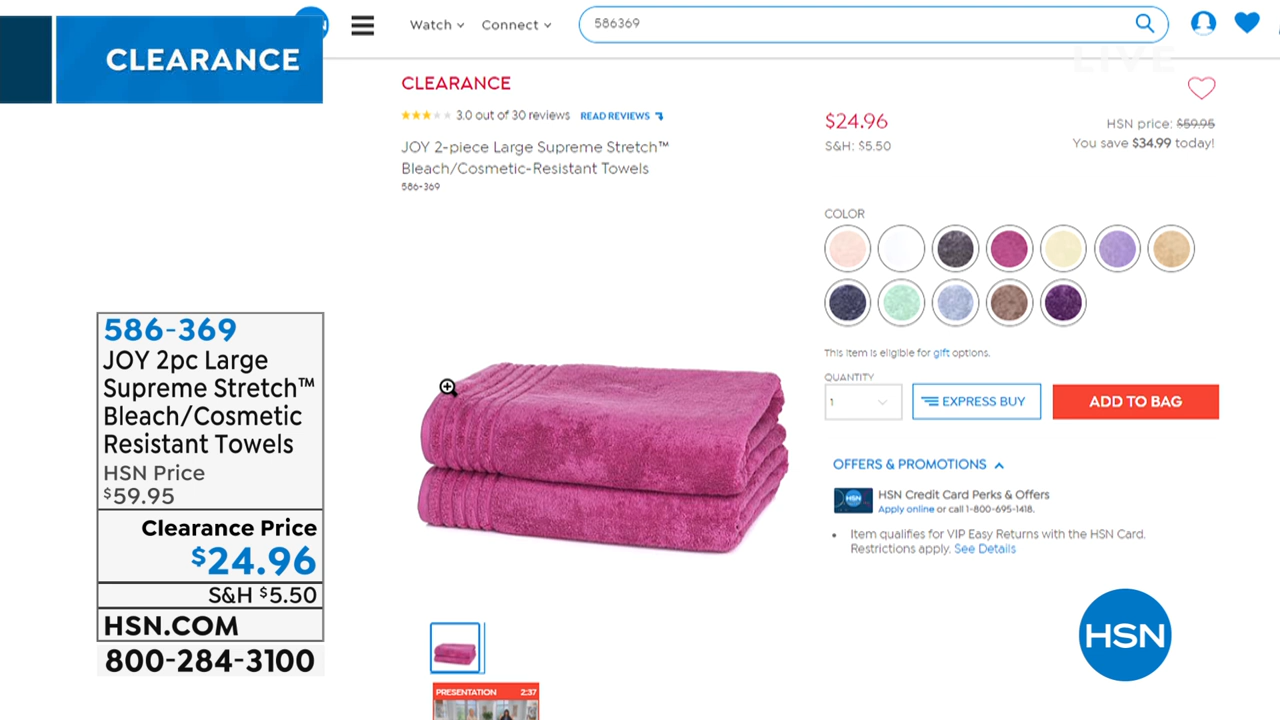 CLEARANCE
Watch
Connect
586369
LIVE
CLEARANCE
3.0 out of 30 reviews READ REVIEWS
JOY 2-piece Large Supreme Stretch™
Bleach/Cosmetic-Resistant Towels
586-369
$24.96
S&H: $5.50
HSN price: $59.95
You save $34.99 today!
COLOR
This item is eligible for gift options.
QUANTITY
1
EXPRESS BUY
ADD TO BAG
OFFERS & PROMOTIONS
HSN
HSN Credit Card Perks & Offers
Apply online or call 1-800-695-1418.
Item qualifies for VIP Easy Returns with the HSN Card.
Restrictions apply. See Details
586-369
JOY 2pc Large
Supreme Stretch™
Bleach/Cosmetic
Resistant Towels
HSN Price
$59.95
Clearance Price
$24.96
S&H $5.50
HSN.COM
800-284-3100
PRESENTATION 2:37
HSN